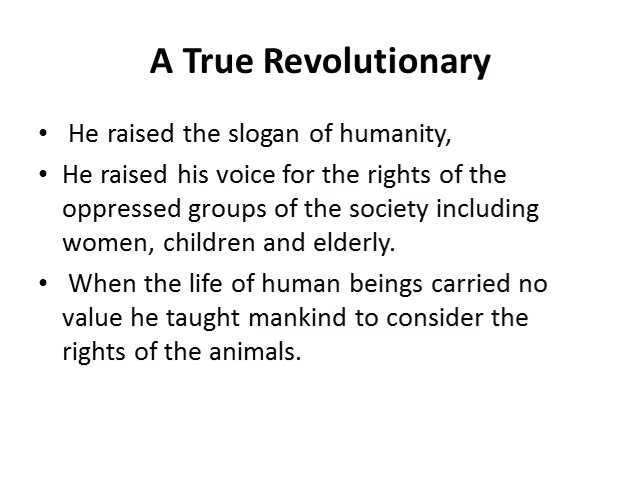 A True Revolutionary
• He raised the slogan of humanity,
• He raised his voice for the rights of the
oppressed groups of the society including
women, children and elderly.
• When the life of human beings carried no
value he taught mankind to consider the
rights of the animals.